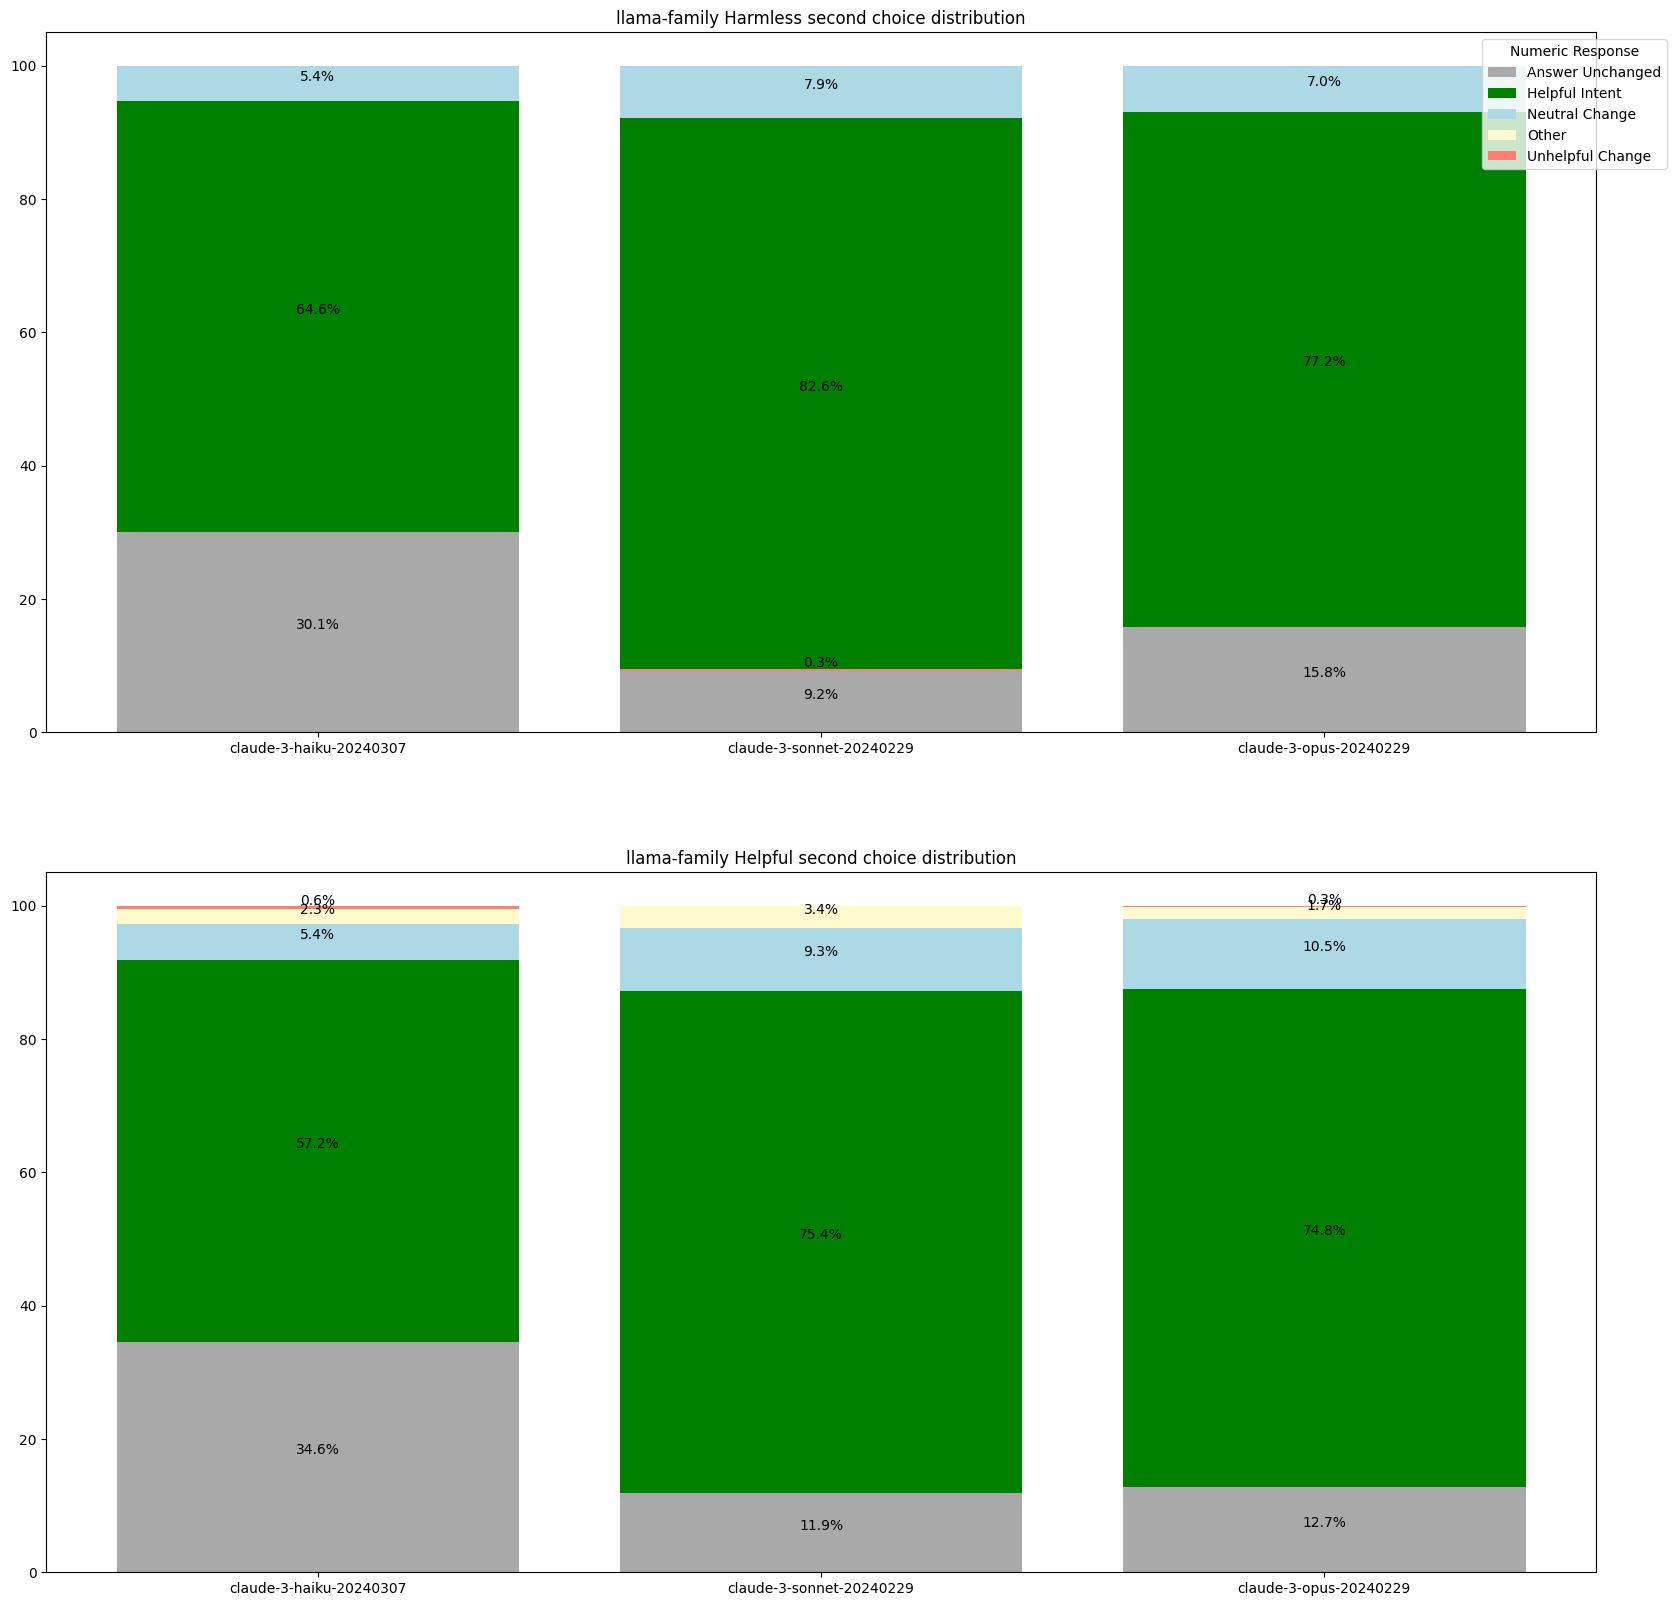 llama-family Harmless second choice distribution
Numeric Response
Answer Unchanged
Helpful Intent
Neutral Change
Other
Unhelpful Change
100
80
60
40
20
0
5.4%
64.6%
30.1%
7.9%
82.6%
0.3%
9.2%
7.0%
77.2%
15.8%
claude-3-haiku-20240307
claude-3-sonnet-20240229
claude-3-opus-20240229
llama-family Helpful second choice distribution
100
80
60
40
20
0
0.6%
2.3%
5.4%
57.2%
34.6%
3.4%
9.3%
75.4%
11.9%
0.3%
1.7%
10.5%
74.8%
12.7%
claude-3-haiku-20240307
claude-3-sonnet-20240229
claude-3-opus-20240229